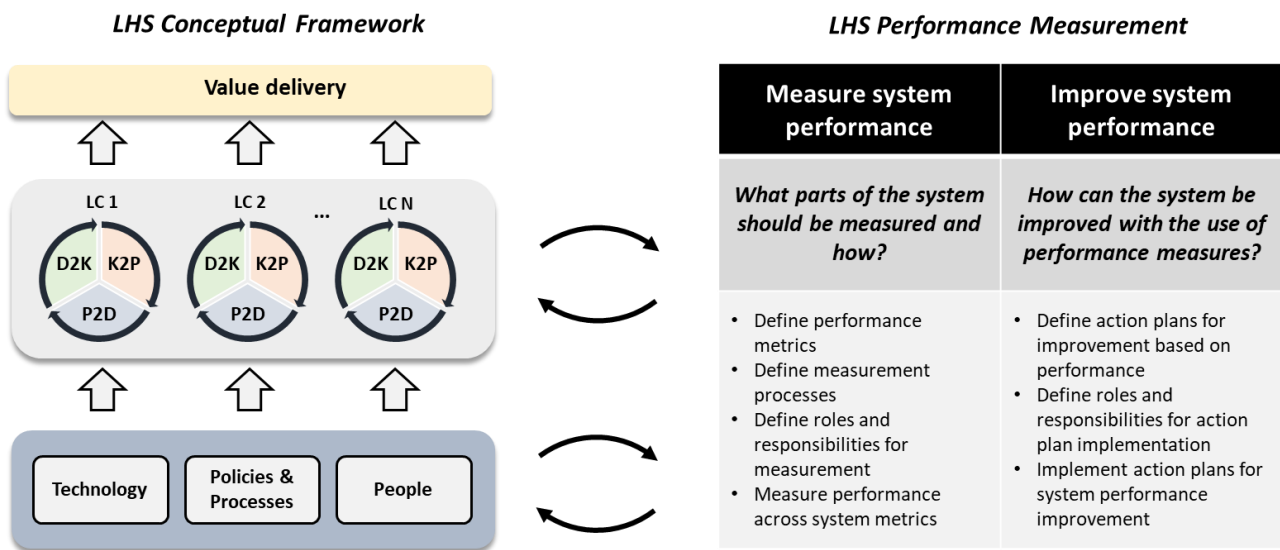 LHS Conceptual Framework
Value delivery
LC 1
LC 2
...
LC N
D2K
K2P
P2D
D2K
K2P
P2D
D2K
K2P
P2D
Technology
Policies &
Processes
People
LHS Performance Measurement
Measure system
performance
Improve system
performance
What parts of the system
should be measured and
how?
How can the system be
improved with the use of
performance measures?
• Define performance
metrics
• Define measurement
processes
• Define roles and
responsibilities for
measurement
• Measure performance
across system metrics
• Define action plans for
improvement based on
performance
• Define roles and
responsibilities for action
plan implementation
• Implement action plans for
system performance
improvement